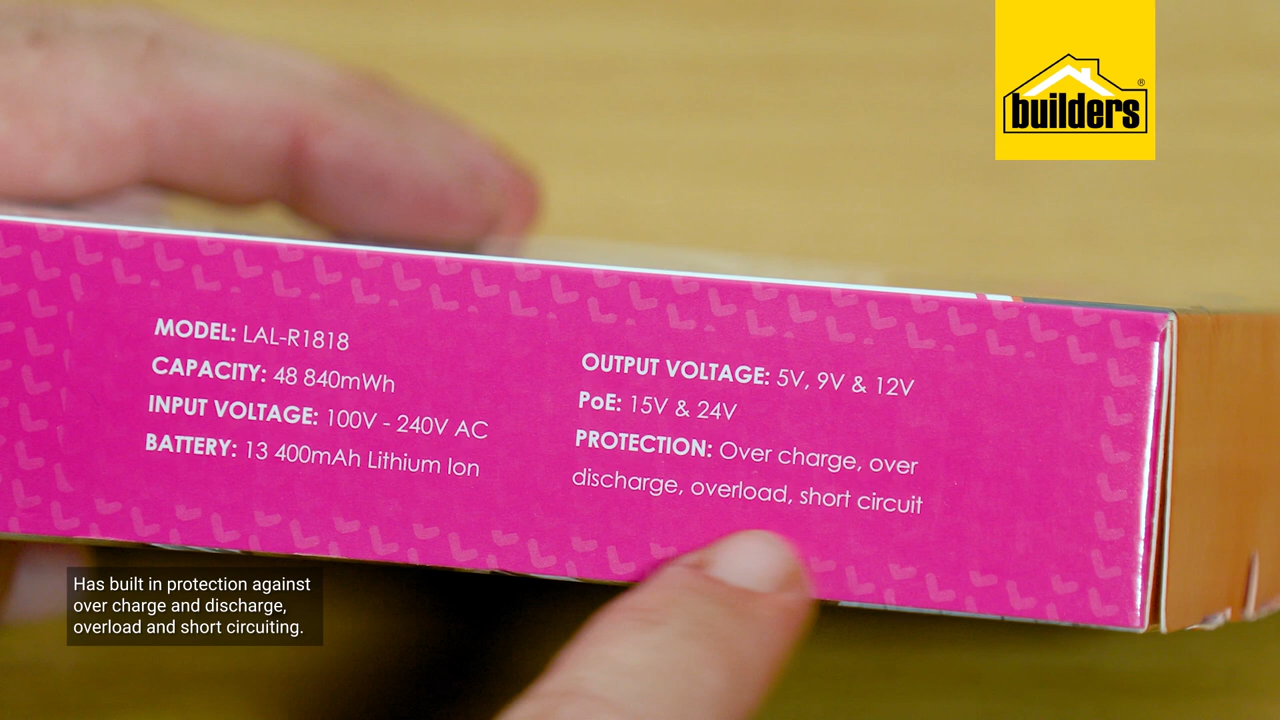 builders®
MODEL: LAL-R1818
CAPACITY: 48 840mWh
INPUT VOLTAGE: 100V - 240V AC
BATTERY: 13 400mAh Lithium Ion
OUTPUT VOLTAGE: 5V, 9V & 12V
PoE: 15V & 24V
PROTECTION: Over charge, over
discharge, overload, short circuit
Has built in protection against
over charge and discharge,
overload and short circuiting.